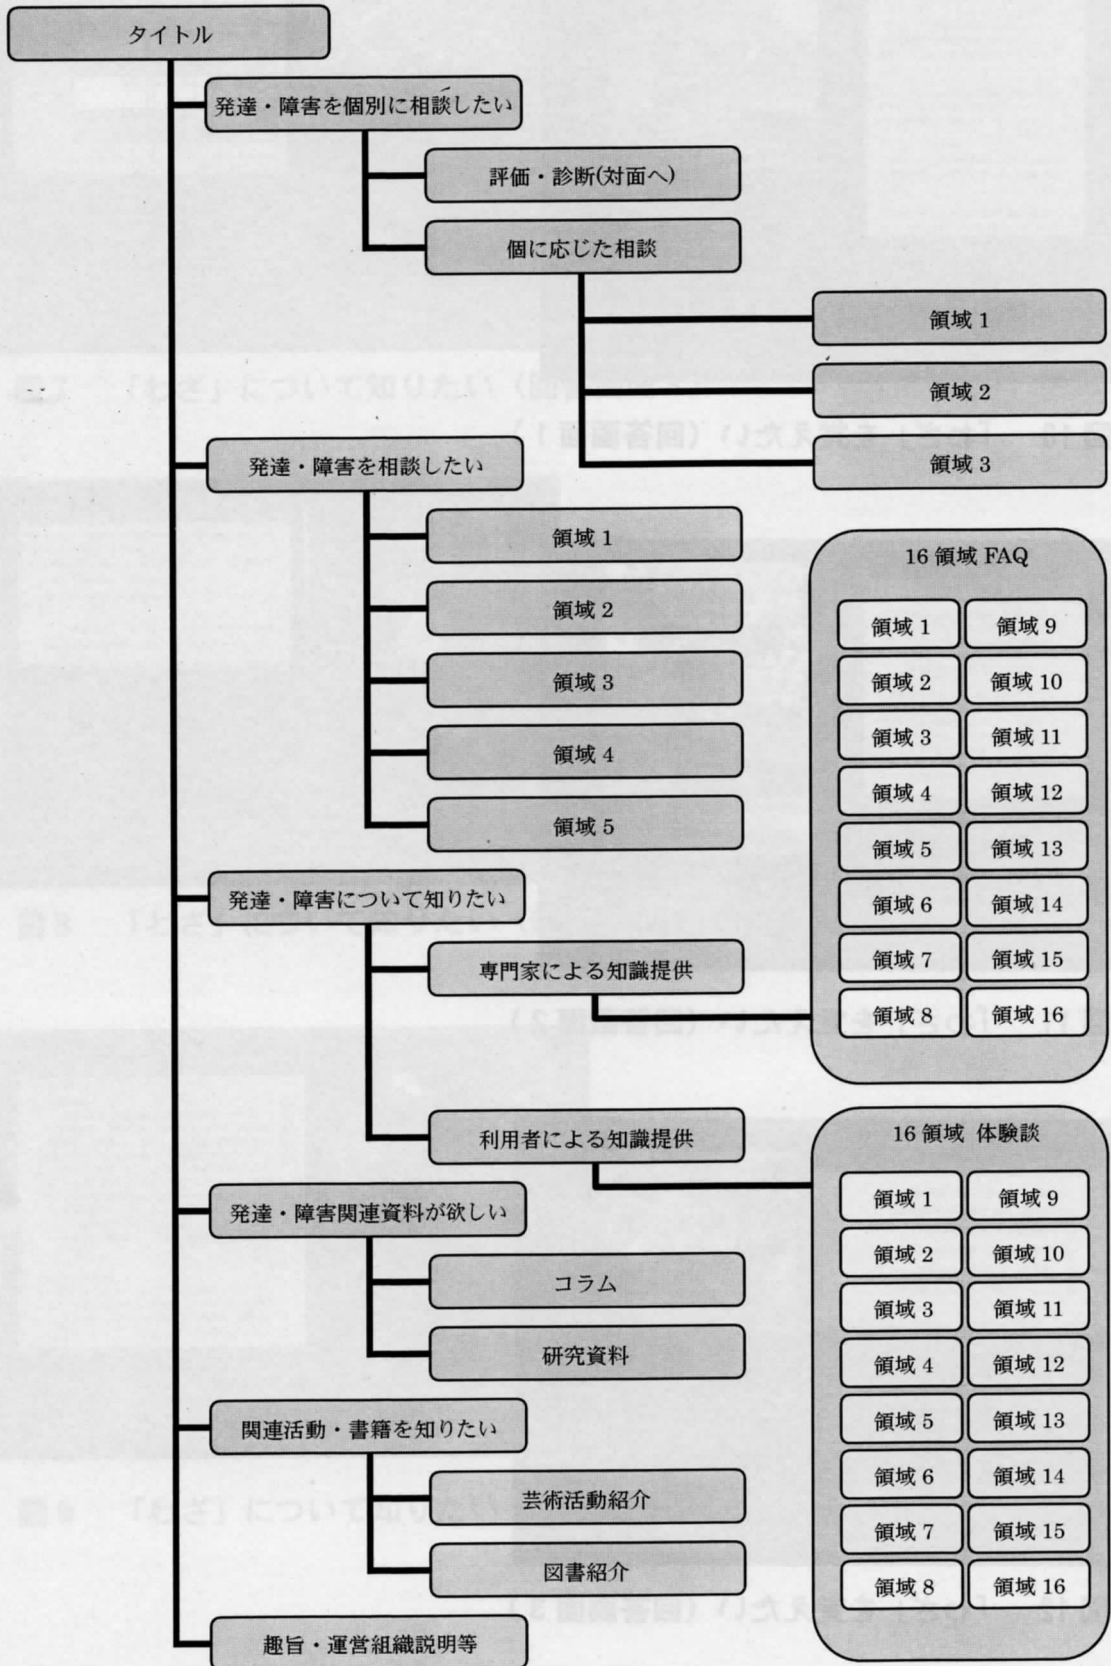 タイトル
発達・障害を個別に相談したい
評価・診断(対面へ)
個に応じた相談
領域 1
領域 2
領域 3
発達・障害を相談したい
領域 1
領域 2
領域 3
領域 4
領域 5
発達・障害について知りたい
専門家による知識提供
16 領域 FAQ
領域 1
領域 9
領域 2
領域 10
領域 3
領域 11
領域 4
領域 12
領域 5
領域 13
領域 6
領域 14
領域 7
領域 15
領域 8
領域 16
利用者による知識提供
16 領域 体験談
領域 1
領域 9
領域 2
領域 10
領域 3
領域 11
領域 4
領域 12
領域 5
領域 13
領域 6
領域 14
領域 7
領域 15
領域 8
領域 16
発達・障害関連資料が欲しい
コラム
研究資料
関連活動・書籍を知りたい
芸術活動紹介
図書紹介
趣旨・運営組織説明等